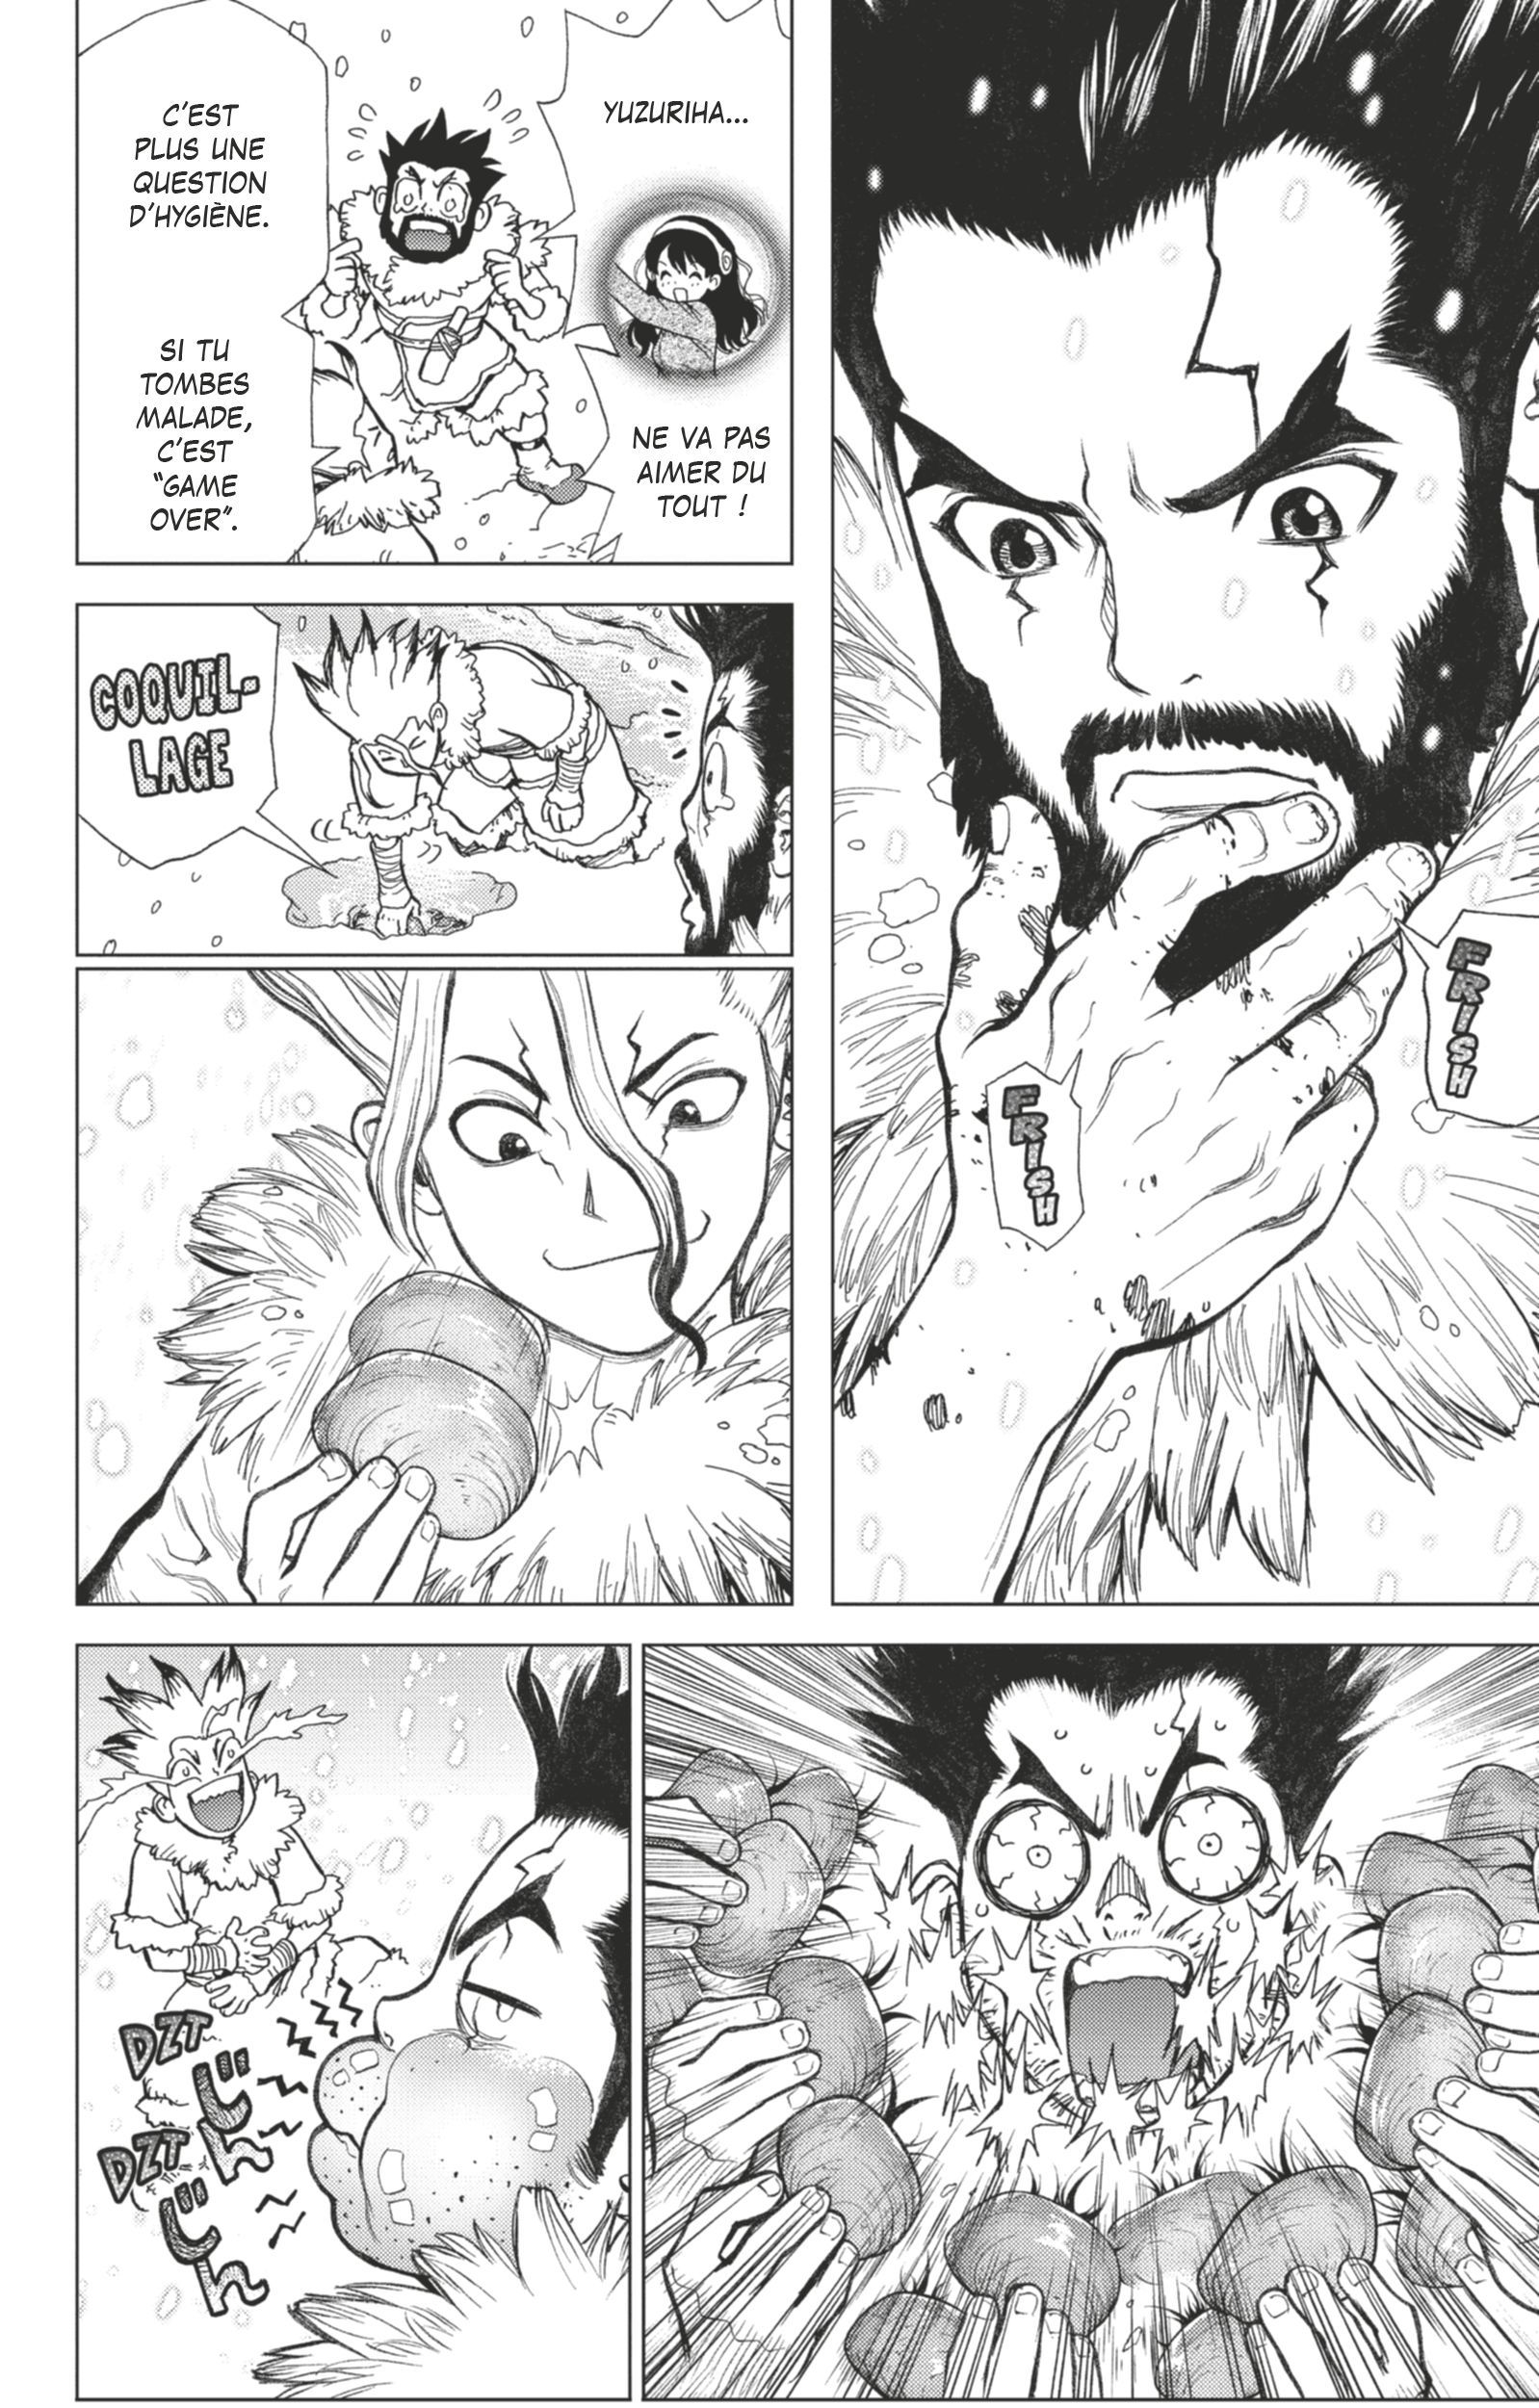 FRISH
FRISH
YUZURIHA...
NE VA PAS
AIMER DU
TOUT !
C'EST
PLUS UNE
QUESTION
D'HYGIÈNE.
SI TU
TOMBES
MALADE,
C'EST
"GAME
OVER".
COQUIL-
LAGE
DZT
じん
DZT
じん